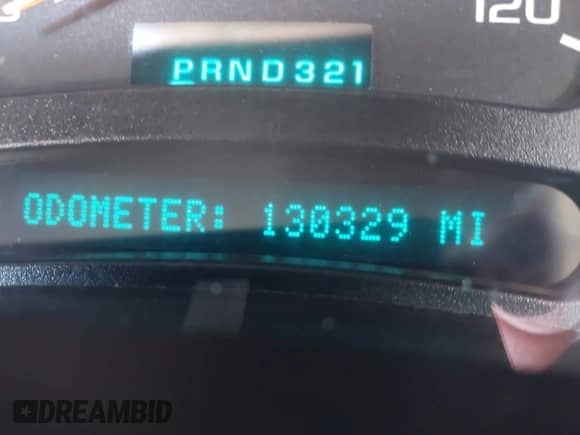 120
PRND321
ODOMETER: 130329 MI
DREAMBID